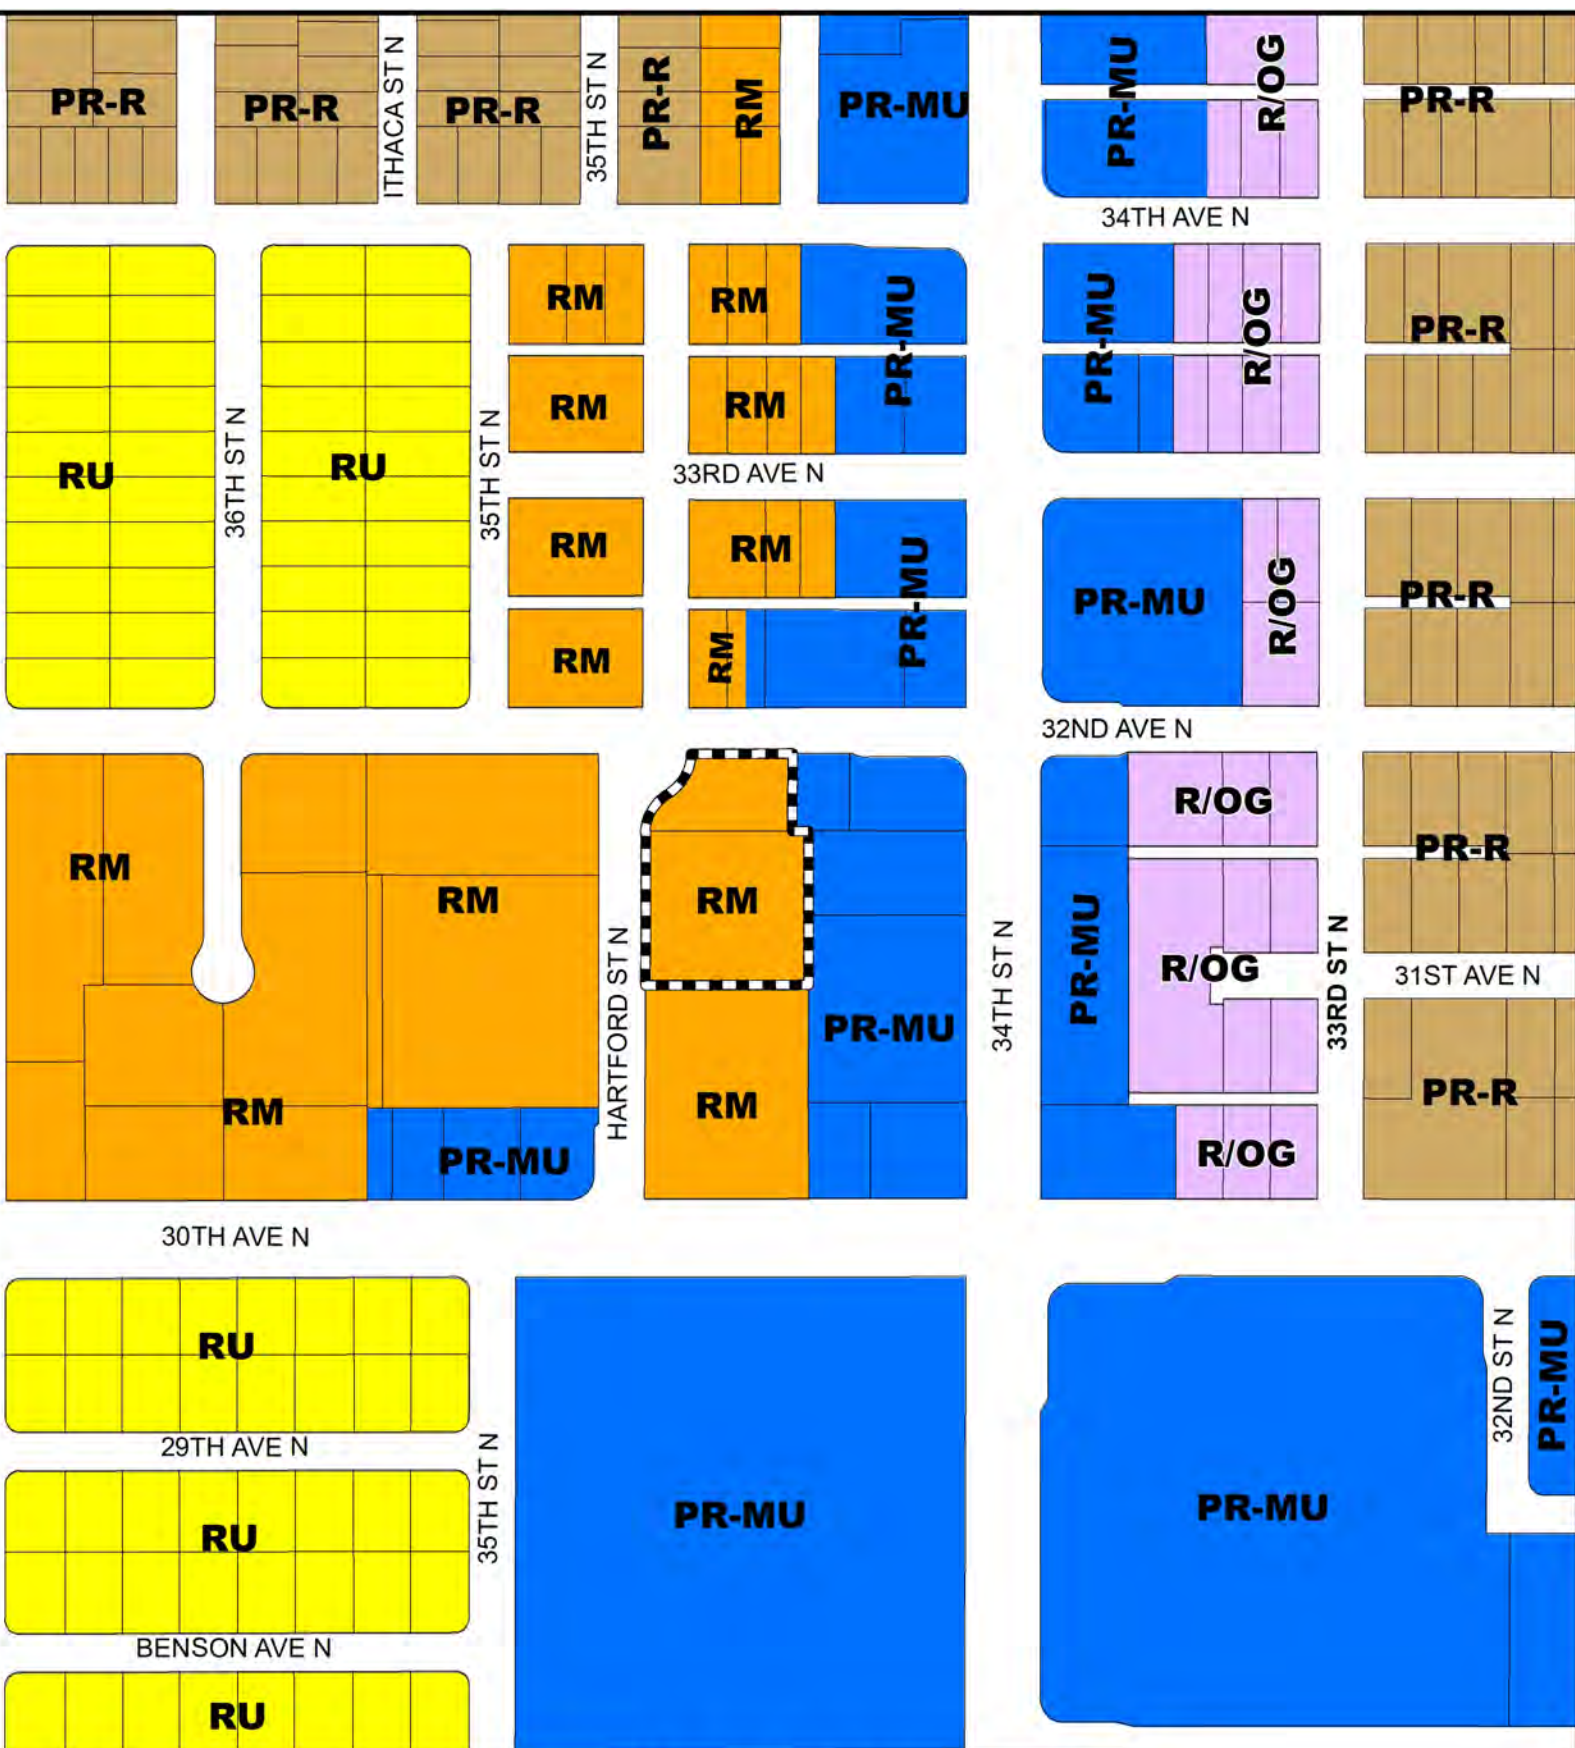 PR-R
PR-R
ITHACA ST N
PR-R
35TH ST N
PR-R
RM
PR-MU
PR-MU
R/OG
PR-R
34TH AVE N
RU
36TH ST N
RU
35TH ST N
RM
RM
PR-MU
PR-MU
R/OG
PR-R
RM
RM
33RD AVE N
RM
RM
PR-MU
PR-MU
R/OG
PR-R
RM
RM
32ND AVE N
RM
RM
HARTFORD ST N
RM
R/OG
PR-R
34TH ST N
PR-MU
R/OG
33RD ST N
31ST AVE N
PR-MU
RM
PR-MU
RM
PR-R
R/OG
30TH AVE N
RU
29TH AVE N
35TH ST N
RU
PR-MU
PR-MU
32ND ST N
PR-MU
BENSON AVE N
RU